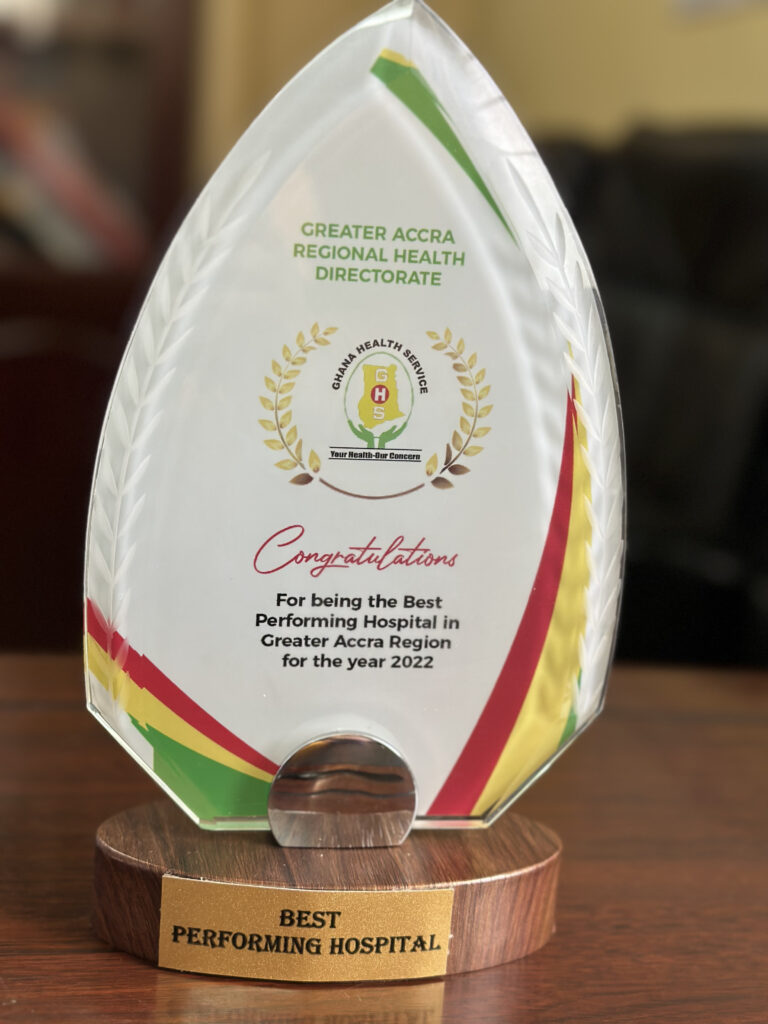 GREATER ACCRA
REGIONAL HEALTH
DIRECTORATE
GHANA HEALTH SERVICE
G
H
S
Your Health-Our Concern
Congratulations
For being the Best
Performing Hospital in
Greater Accra Region
for the year 2022
BEST
PERFORMING HOSPITAL